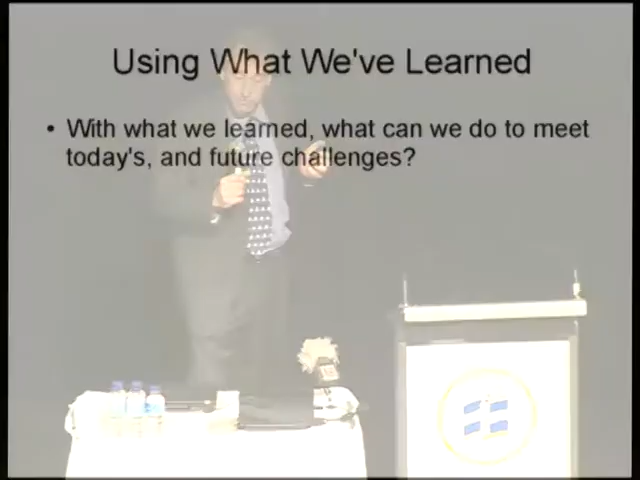 Using What We've Learned
• With what we learned, what can we do to meet
today's, and future challenges?